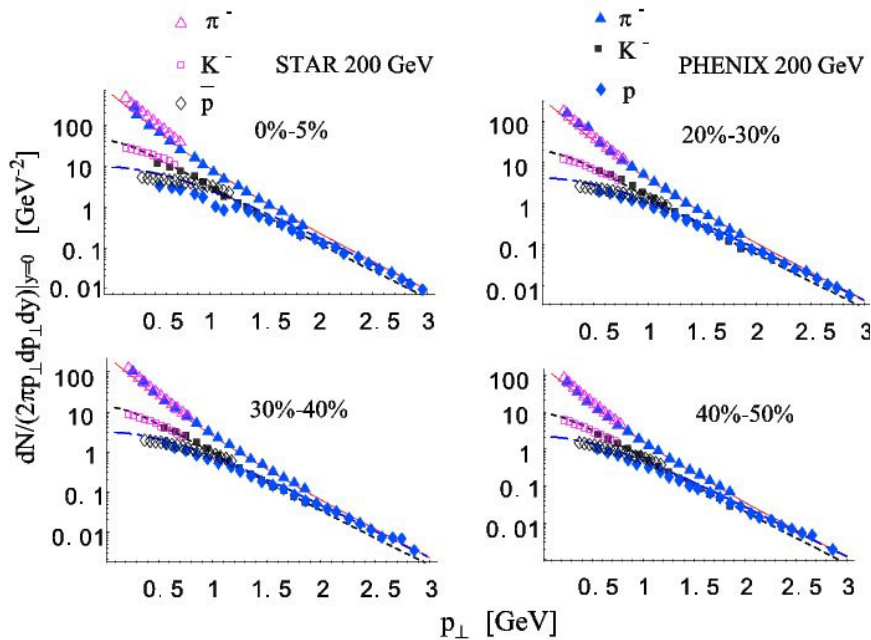 π⁻
K⁻
p̄
STAR 200 GeV
π⁻
K⁻
p
PHENIX 200 GeV
dN/(2πp⊥dp⊥dy)|y=0 [GeV⁻²]
0%-5%
100
10
1
0.1
0.01
0.5 1 1.5 2 2.5 3
20%-30%
100
10
1
0.1
0.01
0.5 1 1.5 2 2.5 3
30%-40%
100
10
1
0.1
0.01
0.5 1 1.5 2 2.5 3
40%-50%
100
10
1
0.1
0.01
0.5 1 1.5 2 2.5 3
p⊥ [GeV]